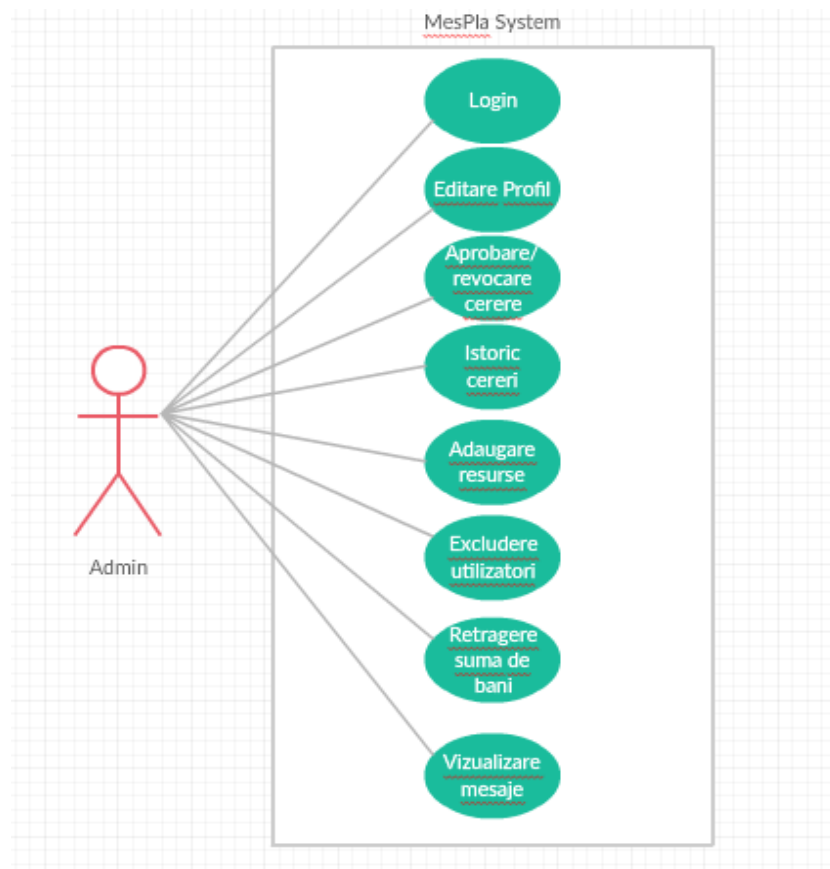 MesPla System
Login
Editare Profil
Aprobare/
revocare
cerere
Istoric
cereri
Adaugare
resurse
Excludere
utilizatori
Retragere
suma de
bani
Vizualizare
mesaje
Admin